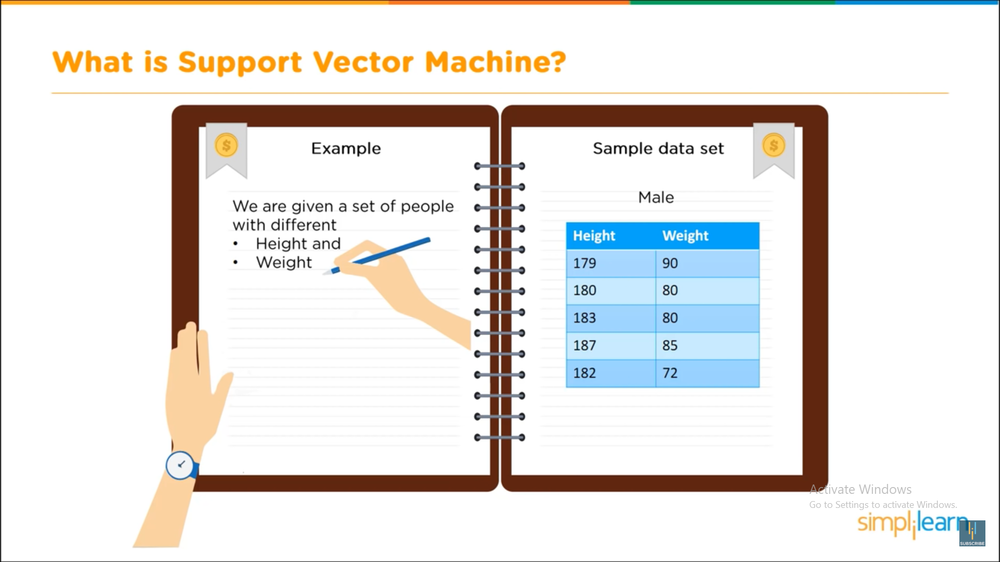 What is Support Vector Machine?
Example
We are given a set of people
with different
• Height and
• Weight
Sample data set
Male
Height Weight
179 90
180 80
183 80
187 85
182 72
Activate Windows
Go to Settings to activate Windows.
simplilearn
SUBSCRIBE